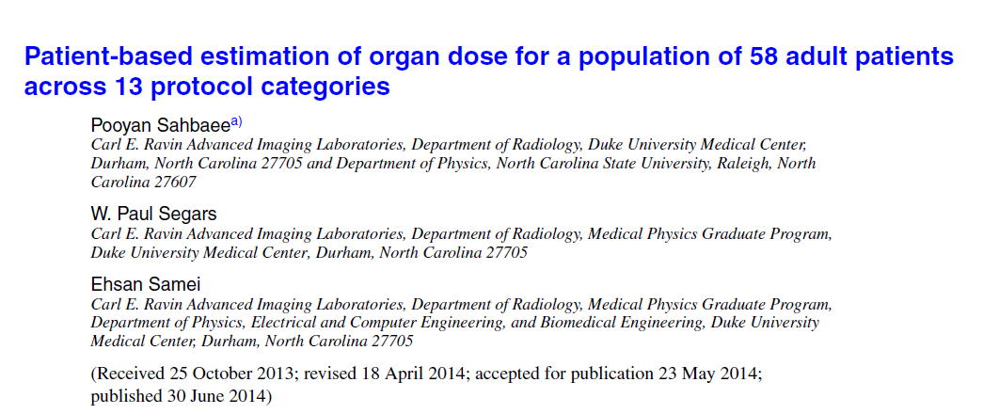 Patient-based estimation of organ dose for a population of 58 adult patients
across 13 protocol categories
Pooyan Sahbaeea)
Carl E. Ravin Advanced Imaging Laboratories, Department of Radiology, Duke University Medical Center,
Durham, North Carolina 27705 and Department of Physics, North Carolina State University, Raleigh, North
Carolina 27607
W. Paul Segars
Carl E. Ravin Advanced Imaging Laboratories, Department of Radiology, Medical Physics Graduate Program,
Duke University Medical Center, Durham, North Carolina 27705
Ehsan Samei
Carl E. Ravin Advanced Imaging Laboratories, Department of Radiology, Medical Physics Graduate Program,
Department of Physics, Electrical and Computer Engineering, and Biomedical Engineering, Duke University
Medical Center, Durham, North Carolina 27705
(Received 25 October 2013; revised 18 April 2014; accepted for publication 23 May 2014;
published 30 June 2014)